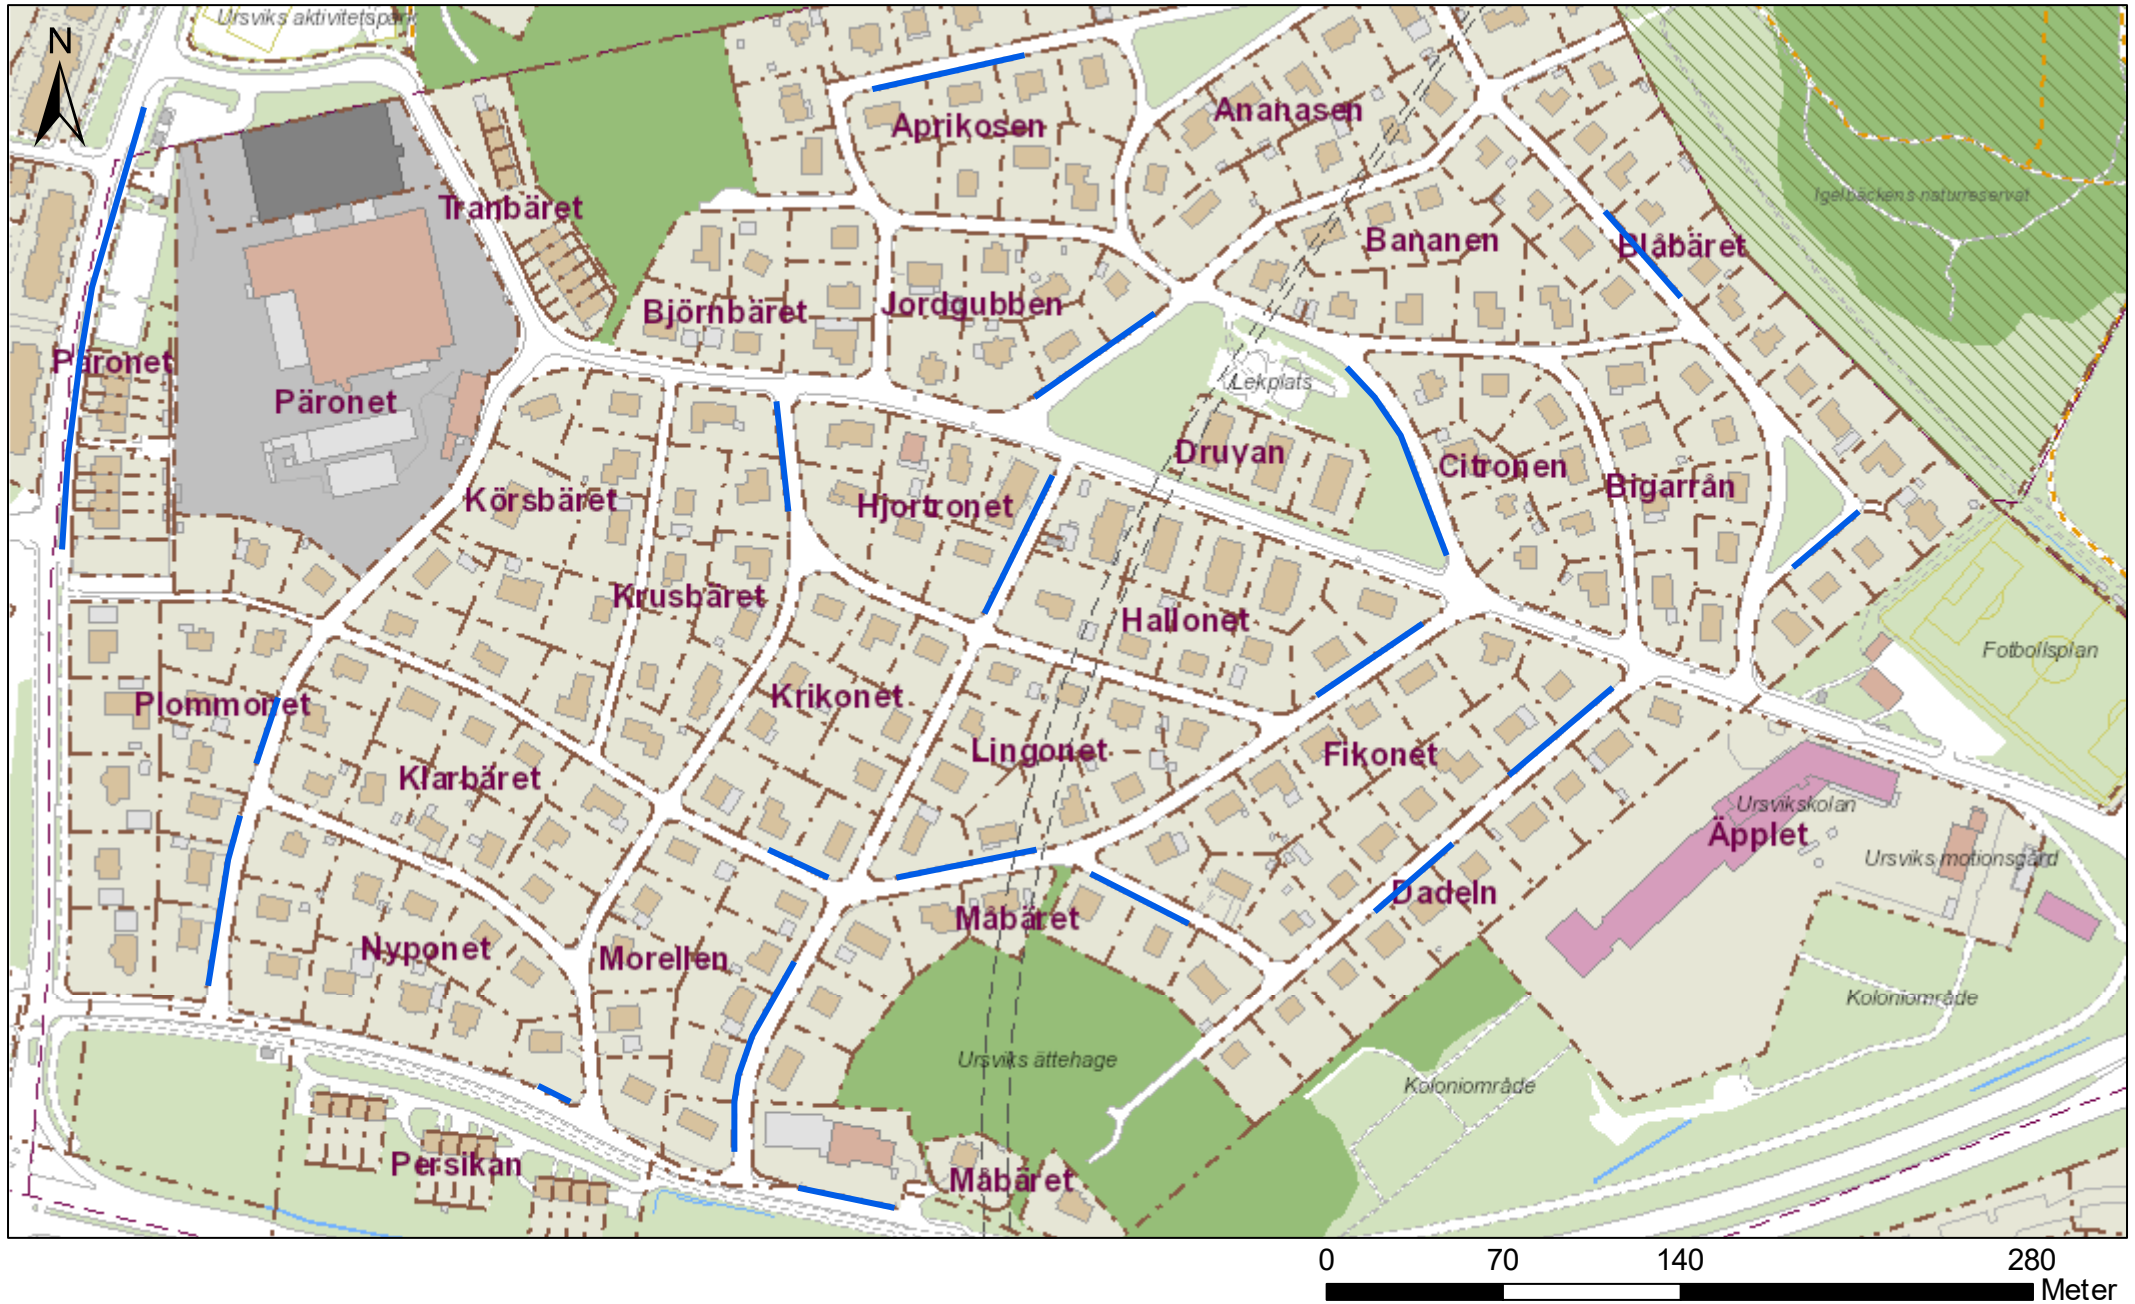 Ursviks aktivitetspark
N
Ananasen
Aprikosen
Igelbäckens naturreservat
Tranbäret
Bananen
Blåbäret
Jordgubben
Björnbäret
Päronet
Lekplats
Päronet
Druvan
Citronen
Bigarrån
Körsbäret
Hjortronet
Krusbäret
Hallonet
Fotbollsplan
Plommonet
Krikonet
Lingonet
Fikonet
Klarbäret
Ursvikskolan
Äpplet
Ursviks motionsgård
Dadeln
Måbäret
Nyponet
Morellen
Koloniområde
Ursviks ättehage
Koloniområde
Persikan
Måbäret
0 70 140 280
Meter